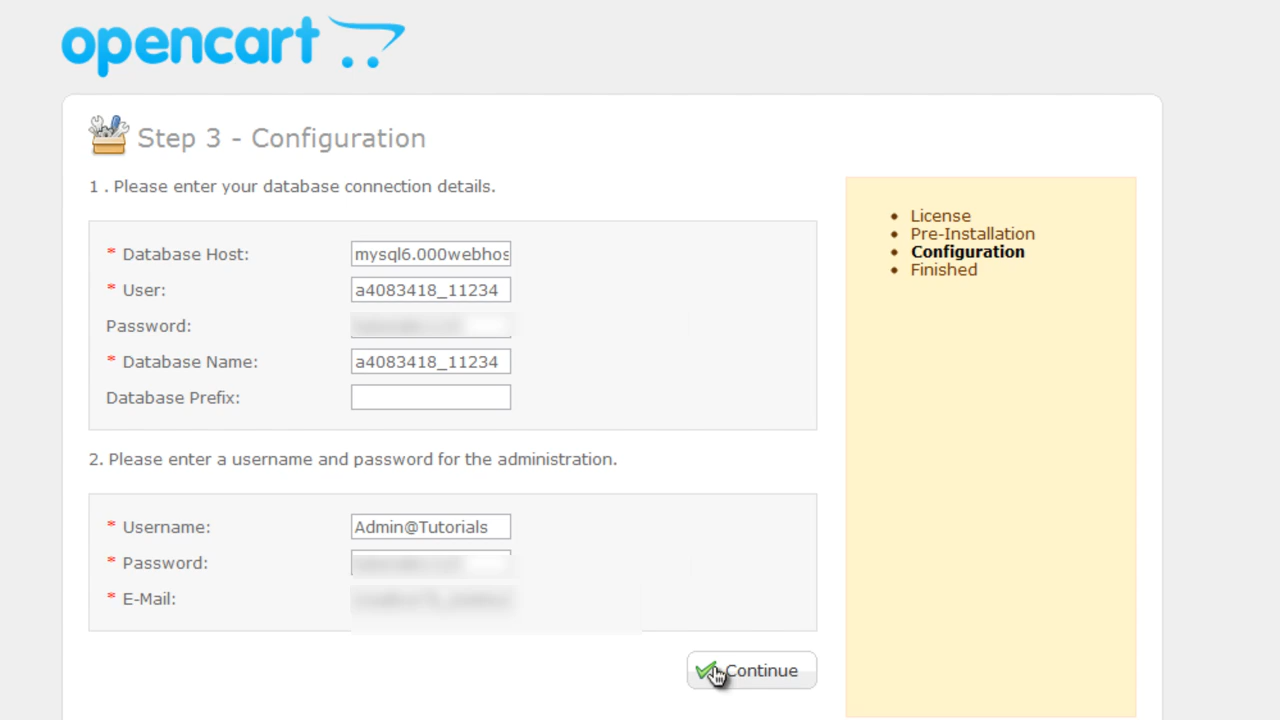 opencart
Step 3 - Configuration
1 . Please enter your database connection details.
* Database Host: mysql6.000webhos
* User: a4083418_11234
Password:
* Database Name: a4083418_11234
Database Prefix:
2. Please enter a username and password for the administration.
* Username: Admin@Tutorials
* Password:
* E-Mail:
Continue
• License
• Pre-Installation
• Configuration
• Finished